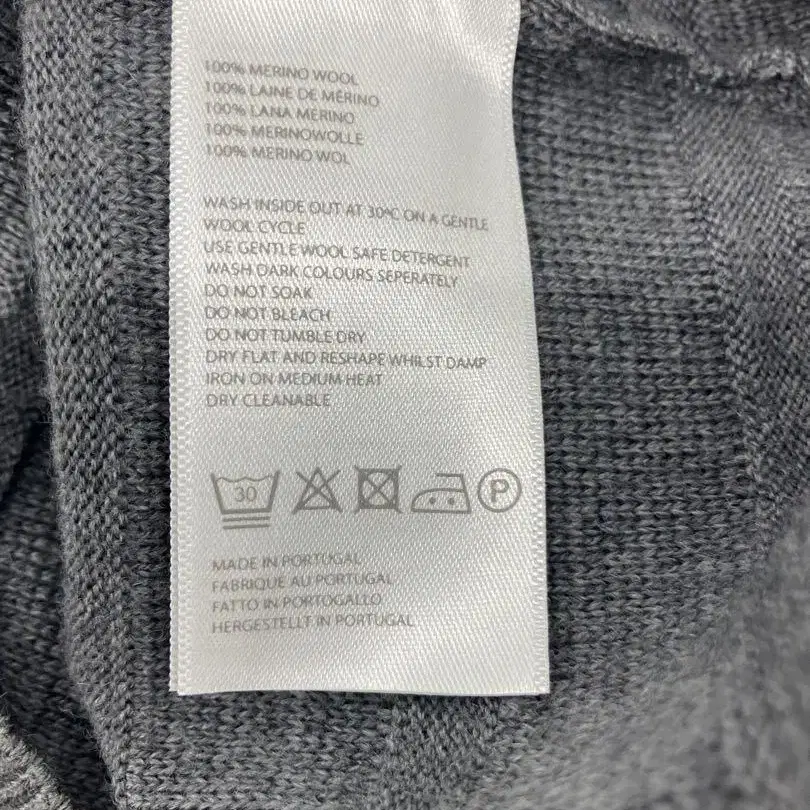 100% MERINO WOOL
100% LAINE DE MÉRINO
100% LANA MERINO
100% MERINOWOLLE
100% MERINO WOL
WASH INSIDE OUT AT 30°C ON A GENTLE
WOOL CYCLE
USE GENTLE WOOL SAFE DETERGENT
WASH DARK COLOURS SEPERATELY
DO NOT SOAK
DO NOT BLEACH
DO NOT TUMBLE DRY
DRY FLAT AND RESHAPE WHILST DAMP
IRON ON MEDIUM HEAT
DRY CLEANABLE
30 P
MADE IN PORTUGAL
FABRIQUE AU PORTUGAL
FATTO IN PORTOGALLO
HERGESTELLT IN PORTUGAL